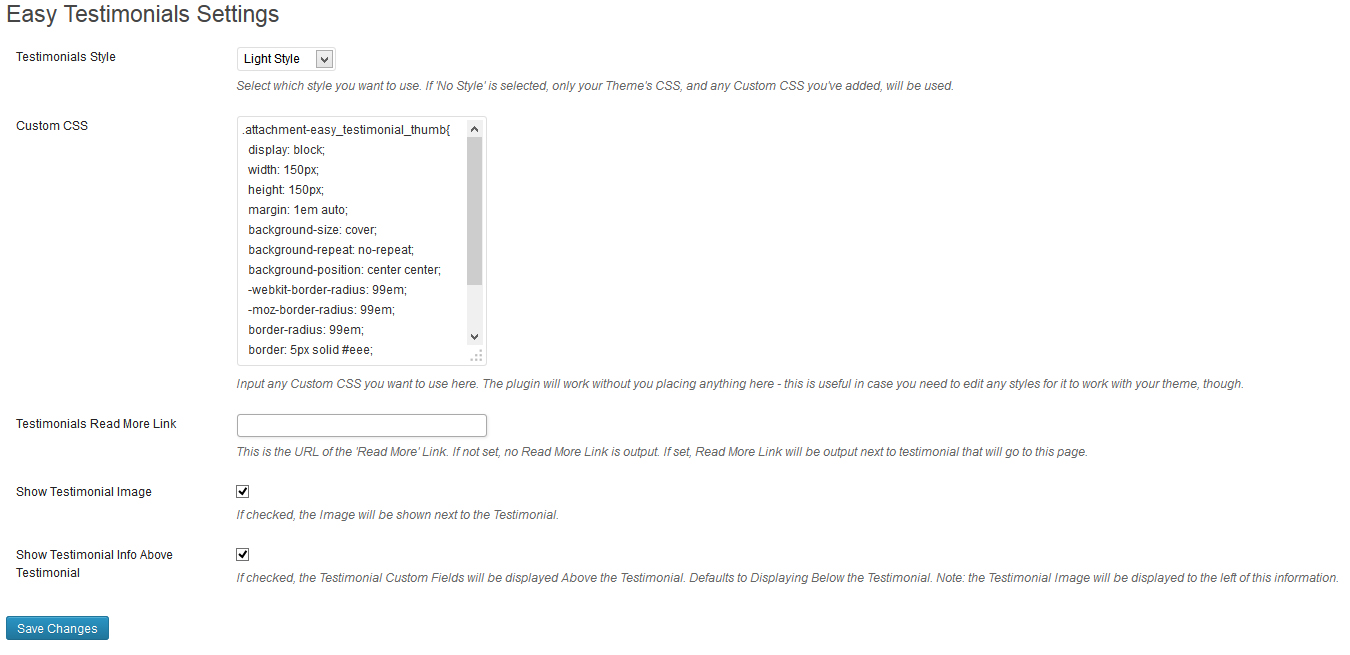 Easy Testimonials Settings
Testimonials Style
Light Style
Select which style you want to use. If 'No Style' is selected, only your Theme's CSS, and any Custom CSS you've added, will be used.
Custom CSS
.attachment-easy_testimonial_thumb{
display: block;
width: 150px;
height: 150px;
margin: 1em auto;
background-size: cover;
background-repeat: no-repeat;
background-position: center center;
-webkit-border-radius: 99em;
-moz-border-radius: 99em;
border-radius: 99em;
border: 5px solid #eee;
Input any Custom CSS you want to use here. The plugin will work without you placing anything here - this is useful in case you need to edit any styles for it to work with your theme, though.
Testimonials Read More Link
This is the URL of the 'Read More' Link. If not set, no Read More Link is output. If set, Read More Link will be output next to testimonial that will go to this page.
Show Testimonial Image
If checked, the Image will be shown next to the Testimonial.
Show Testimonial Info Above
Testimonial
If checked, the Testimonial Custom Fields will be displayed Above the Testimonial. Defaults to Displaying Below the Testimonial. Note: the Testimonial Image will be displayed to the left of this information.
Save Changes